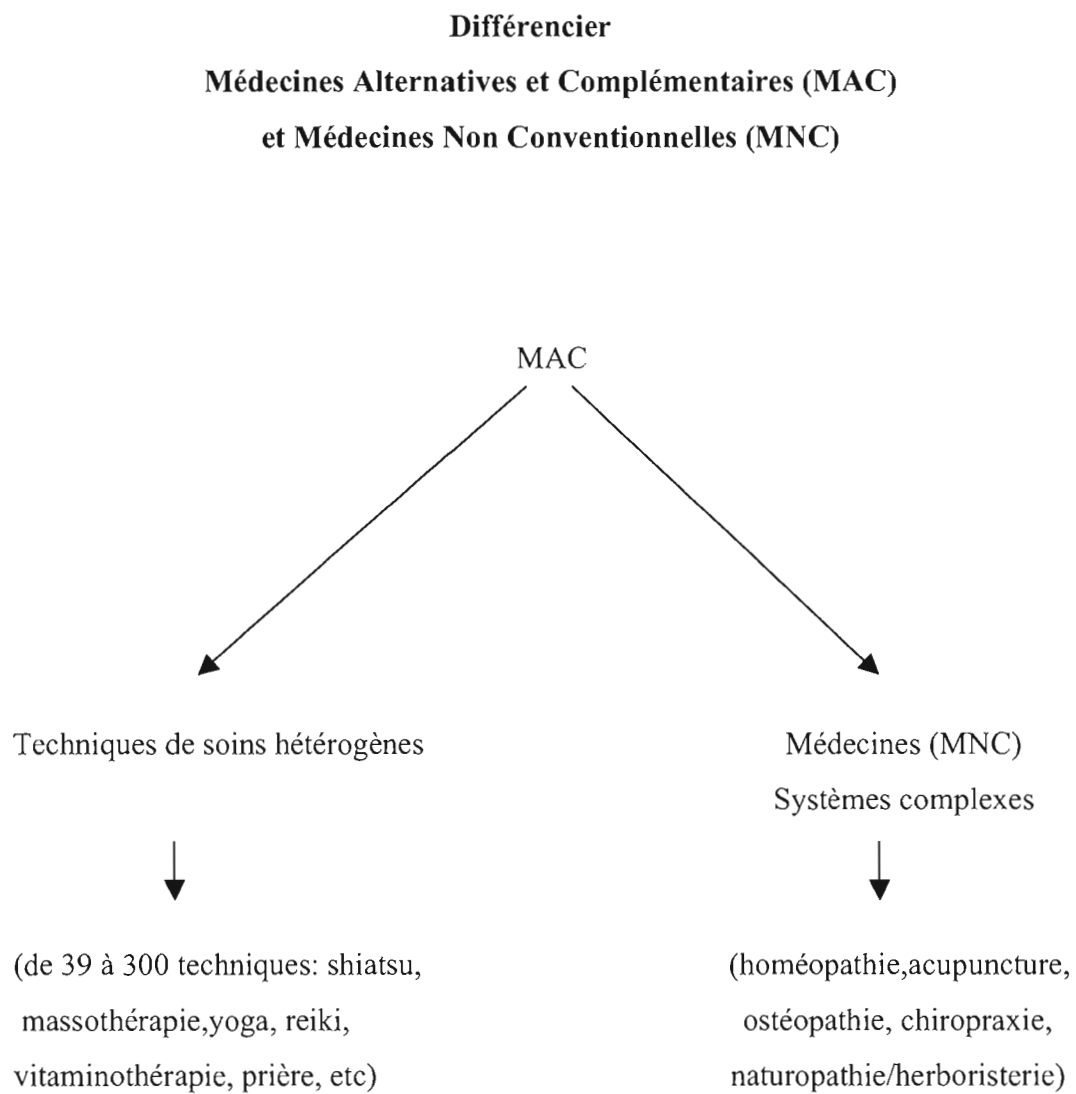 Différencier
Médecines Alternatives et Complémentaires (MAC)
et Médecines Non Conventionnelles (MNC)
MAC
Techniques de soins hétérogènes
Médecines (MNC)
Systèmes complexes
(de 39 à 300 techniques: shiatsu,
massothérapie,yoga, reiki,
vitaminothérapie, prière, etc)
(homéopathie,acupuncture,
ostéopathie, chiropraxie,
naturopathie/herboristerie)